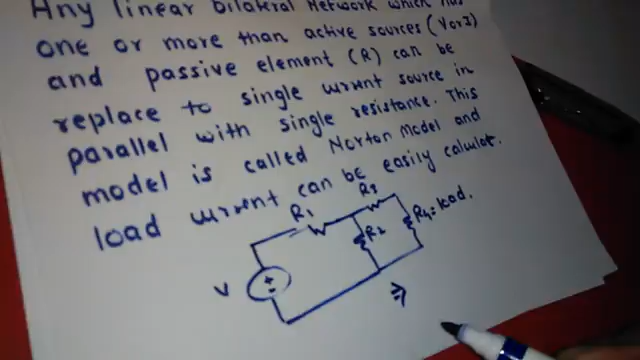 Any linear bilateral network which has
one or more than active sources (V or I)
and passive element (R) can be
replace to single current source in
parallel with single resistance. This
model is called Norton Model and
load current can be easily calculat.
R1
R3
R2
R4=load.
V
+
-
⇒